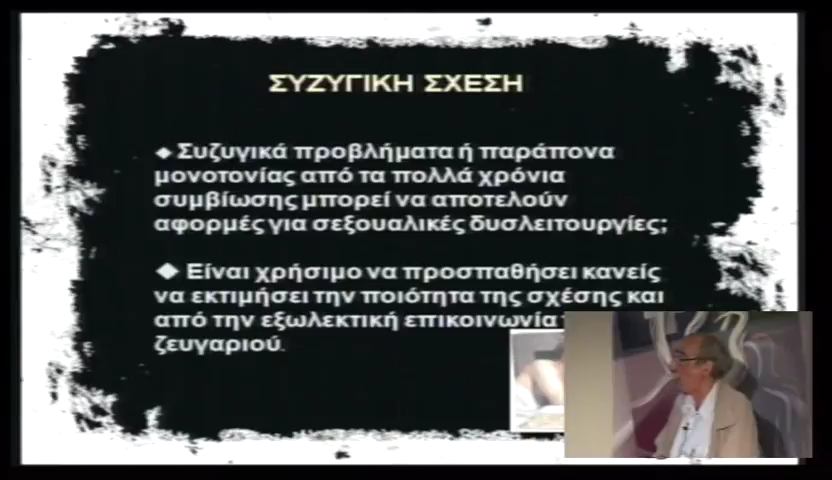 ΣΥΖΥΓΙΚΗ ΣΧΕΣΗ
◆ Συζυγικά προβλήματα ή παράπονα
μονοτονίας από τα πολλά χρόνια
συμβίωσης μπορεί να αποτελούν
αφορμές για σεξουαλικές δυσλειτουργίες;
◆ Είναι χρήσιμο να προσπαθήσει κανείς
να εκτιμήσει την ποιότητα της σχέσης και
από την εξωλεκτική επικοινωνία
ζευγαριού.